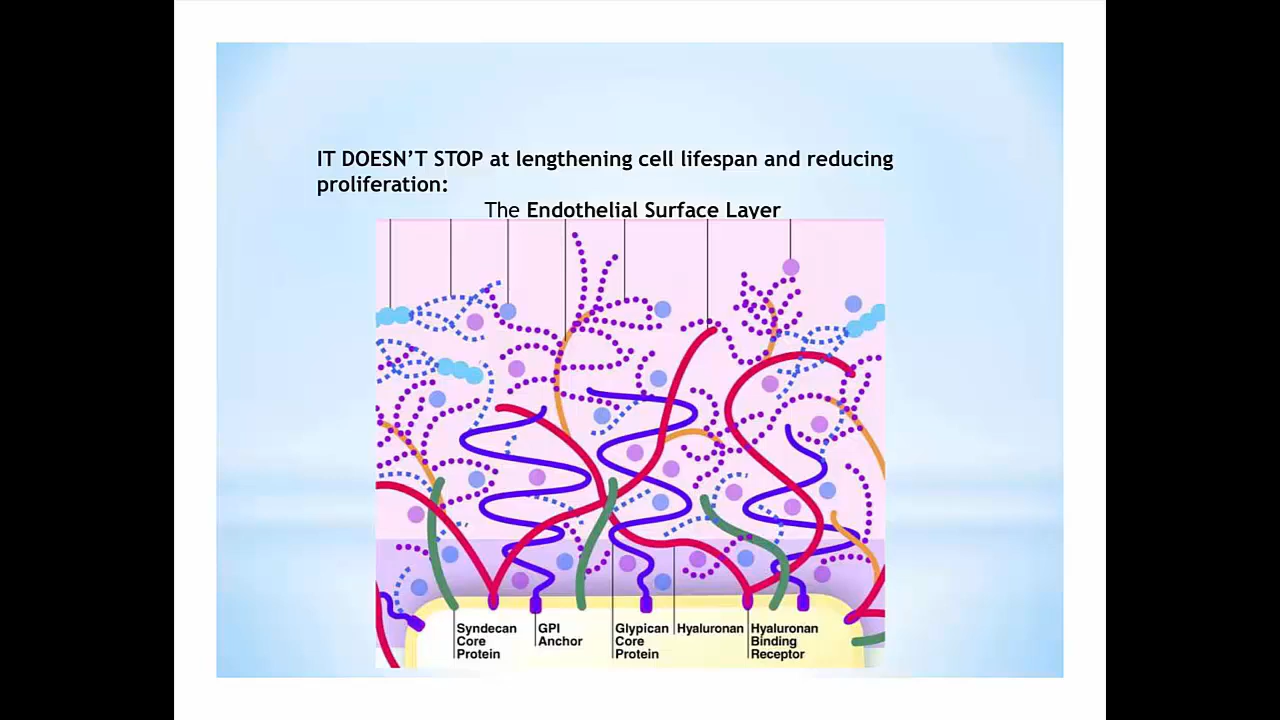 IT DOESN'T STOP at lengthening cell lifespan and reducing
proliferation:
The Endothelial Surface Layer
Syndecan
Core
Protein
GPI
Anchor
Glypican
Core
Protein
Hyaluronan
Hyaluronan
Binding
Receptor